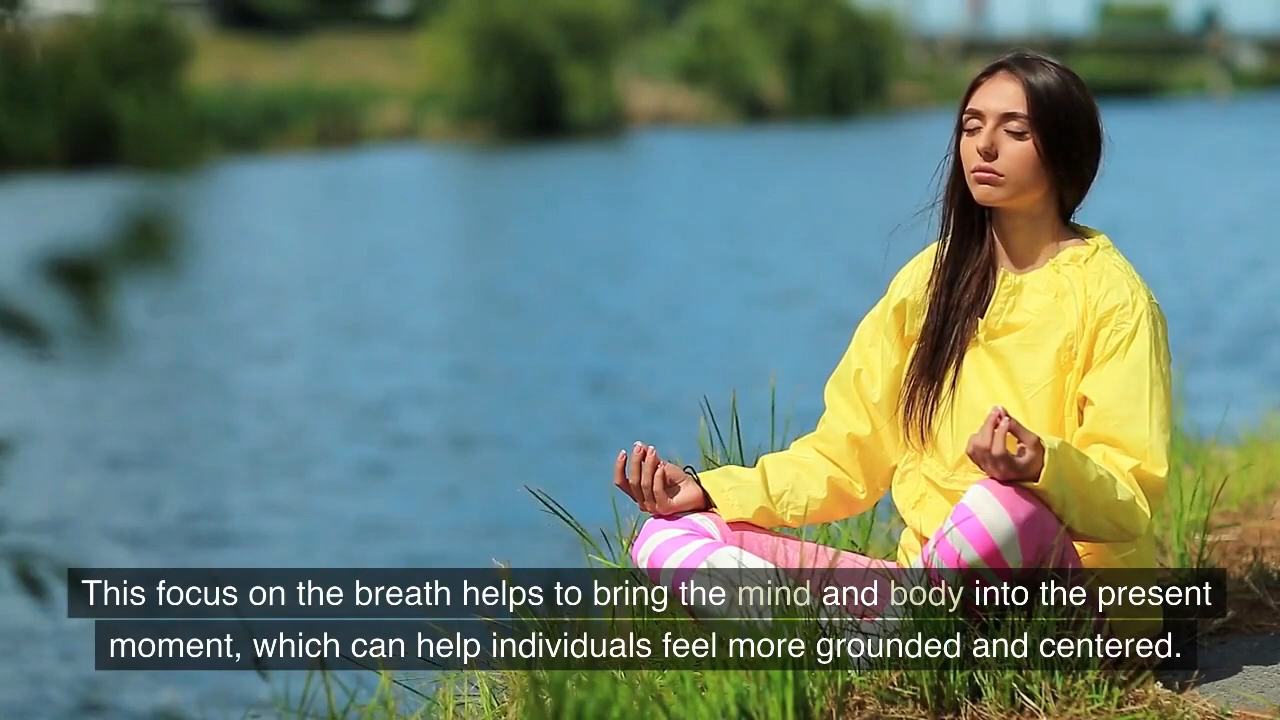 This focus on the breath helps to bring the mind and body into the present
moment, which can help individuals feel more grounded and centered.